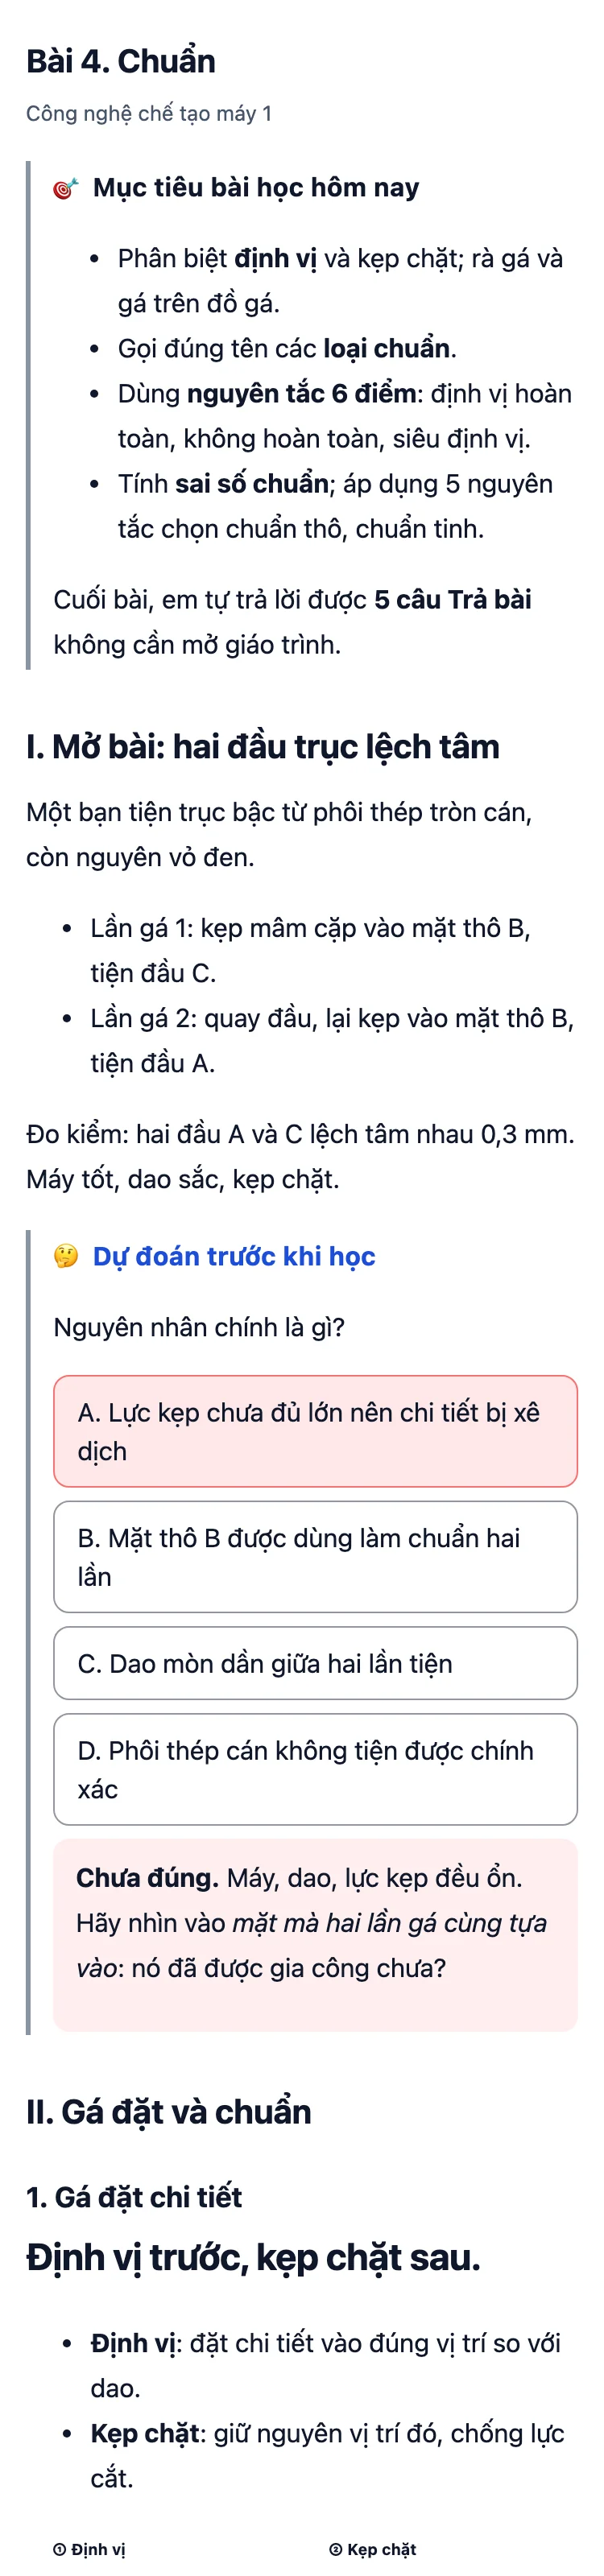 Bài 4. Chuẩn
Công nghệ chế tạo máy 1
🎯 Mục tiêu bài học hôm nay
• Phân biệt định vị và kẹp chặt; rà gá và
gá trên đồ gá.
• Gọi đúng tên các loại chuẩn.
• Dùng nguyên tắc 6 điểm: định vị hoàn
toàn, không hoàn toàn, siêu định vị.
• Tính sai số chuẩn; áp dụng 5 nguyên
tắc chọn chuẩn thô, chuẩn tinh.
Cuối bài, em tự trả lời được 5 câu Trả bài
không cần mở giáo trình.
I. Mở bài: hai đầu trục lệch tâm
Một bạn tiện trục bậc từ phôi thép tròn cán,
còn nguyên vỏ đen.
• Lần gá 1: kẹp mâm cặp vào mặt thô B,
tiện đầu C.
• Lần gá 2: quay đầu, lại kẹp vào mặt thô B,
tiện đầu A.
Đo kiểm: hai đầu A và C lệch tâm nhau 0,3 mm.
Máy tốt, dao sắc, kẹp chặt.
🤔 Dự đoán trước khi học
Nguyên nhân chính là gì?
A. Lực kẹp chưa đủ lớn nên chi tiết bị xê
dịch
B. Mặt thô B được dùng làm chuẩn hai
lần
C. Dao mòn dần giữa hai lần tiện
D. Phôi thép cán không tiện được chính
xác
Chưa đúng. Máy, dao, lực kẹp đều ổn.
Hãy nhìn vào mặt mà hai lần gá cùng tựa
vào: nó đã được gia công chưa?
II. Gá đặt và chuẩn
1. Gá đặt chi tiết
Định vị trước, kẹp chặt sau.
• Định vị: đặt chi tiết vào đúng vị trí so với
dao.
• Kẹp chặt: giữ nguyên vị trí đó, chống lực
cắt.
① Định vị
② Kẹp chặt